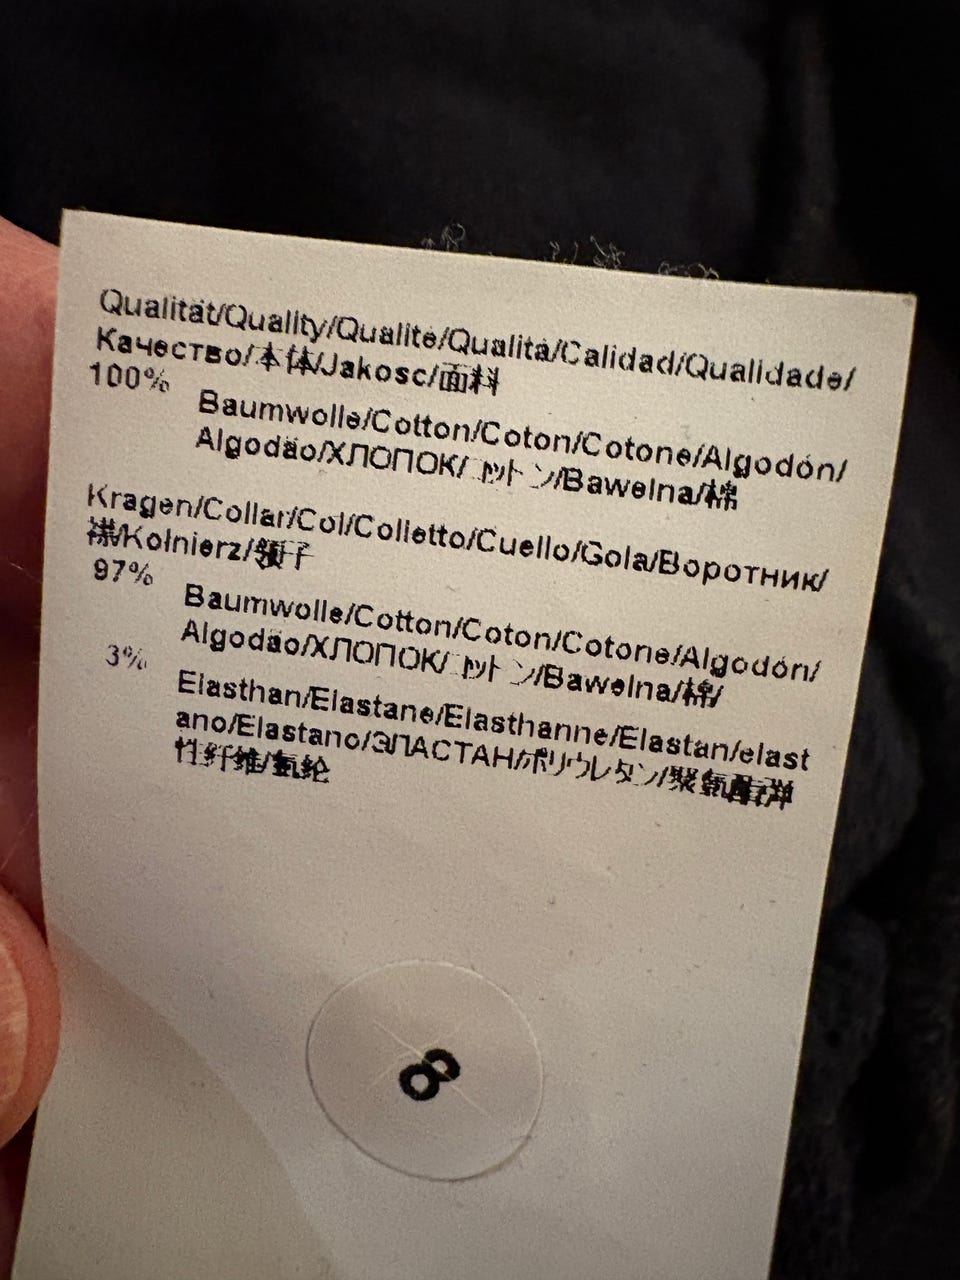 Qualität/Quality/Qualité/Qualità/Calidad/Qualidade/
Качество/本体/Jakosc/面料
100%
Baumwolle/Cotton/Coton/Cotone/Algodón/
Algodão/ХЛОПОК/コットン/Bawelna/棉
Kragen/Collar/Col/Colletto/Cuello/Gola/Воротник/
襟/Kolnierz/领子
97%
Baumwolle/Cotton/Coton/Cotone/Algodón/
Algodão/ХЛОПОК/コットン/Bawelna/棉/
3%
Elasthan/Elastane/Elasthanne/Elastan/elast
ano/Elastano/ЭЛАСТАН/ポリウレタン/聚氨酯弹
性纤维/氨纶
8